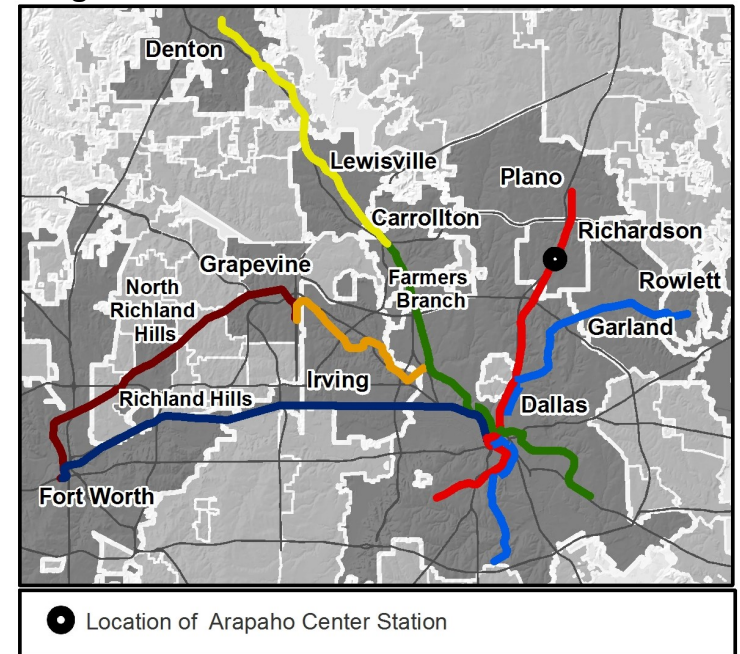 Denton
Lewisville
Plano
Carrollton
Richardson
Grapevine
Farmers
Branch
Rowlett
North
Richland
Hills
Garland
Irving
Richland Hills
Dallas
Fort Worth
Location of Arapaho Center Station